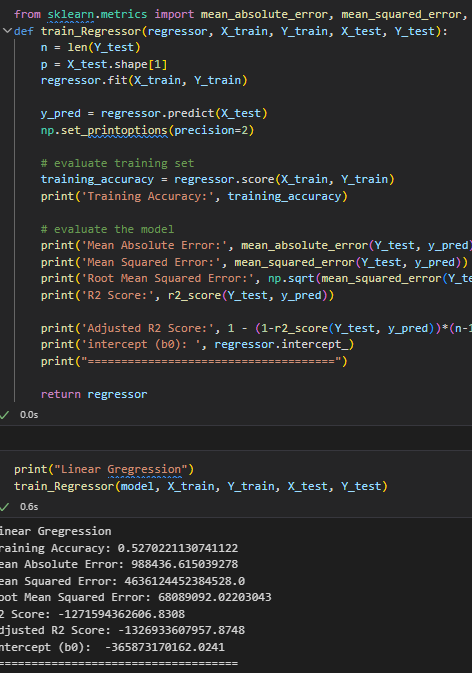 from sklearn.metrics import mean_absolute_error, mean_squared_error,
def train_Regressor(regressor, X_train, Y_train, X_test, Y_test):
n = len(Y_test)
p = X_test.shape[1]
regressor.fit(X_train, Y_train)
y_pred = regressor.predict(X_test)
np.set_printoptions(precision=2)
# evaluate training set
training_accuracy = regressor.score(X_train, Y_train)
print('Training Accuracy:', training_accuracy)
# evaluate the model
print('Mean Absolute Error:', mean_absolute_error(Y_test, y_pred)
print('Mean Squared Error:', mean_squared_error(Y_test, y_pred))
print('Root Mean Squared Error:', np.sqrt(mean_squared_error(Y_te
print('R2 Score:', r2_score(Y_test, y_pred))
print('Adjusted R2 Score:', 1 - (1-r2_score(Y_test, y_pred))*(n-1
print('intercept (b0): ', regressor.intercept_)
print("=====================================")
return regressor
0.0s
print("Linear Gregression")
train_Regressor(model, X_train, Y_train, X_test, Y_test)
0.6s
inear Gregression
raining Accuracy: 0.5270221130741122
ean Absolute Error: 988436.615039278
ean Squared Error: 4636124452384528.0
oot Mean Squared Error: 68089092.02203043
2 Score: -1271594362606.8308
djusted R2 Score: -1326933607957.8748
ntercept (b0):  -365873170162.0241
====================================